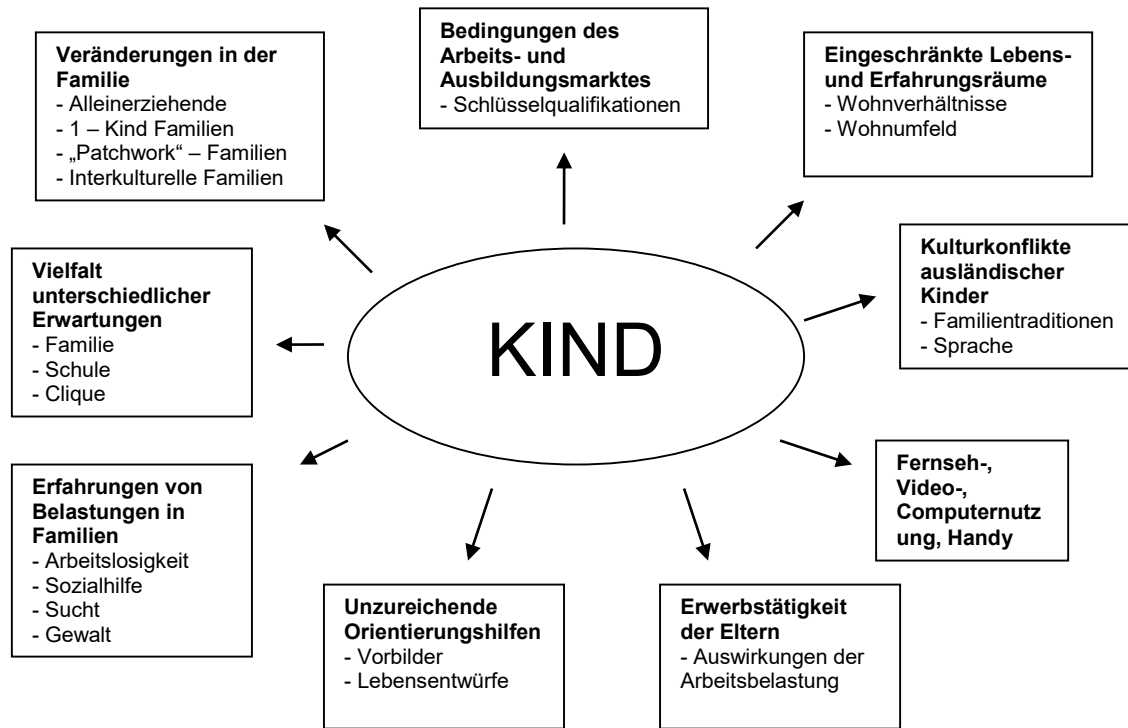 Veränderungen in der
Familie
- Alleinerziehende
- 1 – Kind Familien
- „Patchwork“ – Familien
- Interkulturelle Familien
Bedingungen des
Arbeits- und
Ausbildungsmarktes
- Schlüsselqualifikationen
Eingeschränkte Lebens-
und Erfahrungsräume
- Wohnverhältnisse
- Wohnumfeld
Vielfalt
unterschiedlicher
Erwartungen
- Familie
- Schule
- Clique
KIND
Kulturkonflikte
ausländischer
Kinder
- Familientraditionen
- Sprache
Erfahrungen von
Belastungen in
Familien
- Arbeitslosigkeit
- Sozialhilfe
- Sucht
- Gewalt
Unzureichende
Orientierungshilfen
- Vorbilder
- Lebensentwürfe
Erwerbstätigkeit
der Eltern
- Auswirkungen der
Arbeitsbelastung
Fernseh-,
Video-,
Computernutz
ung, Handy